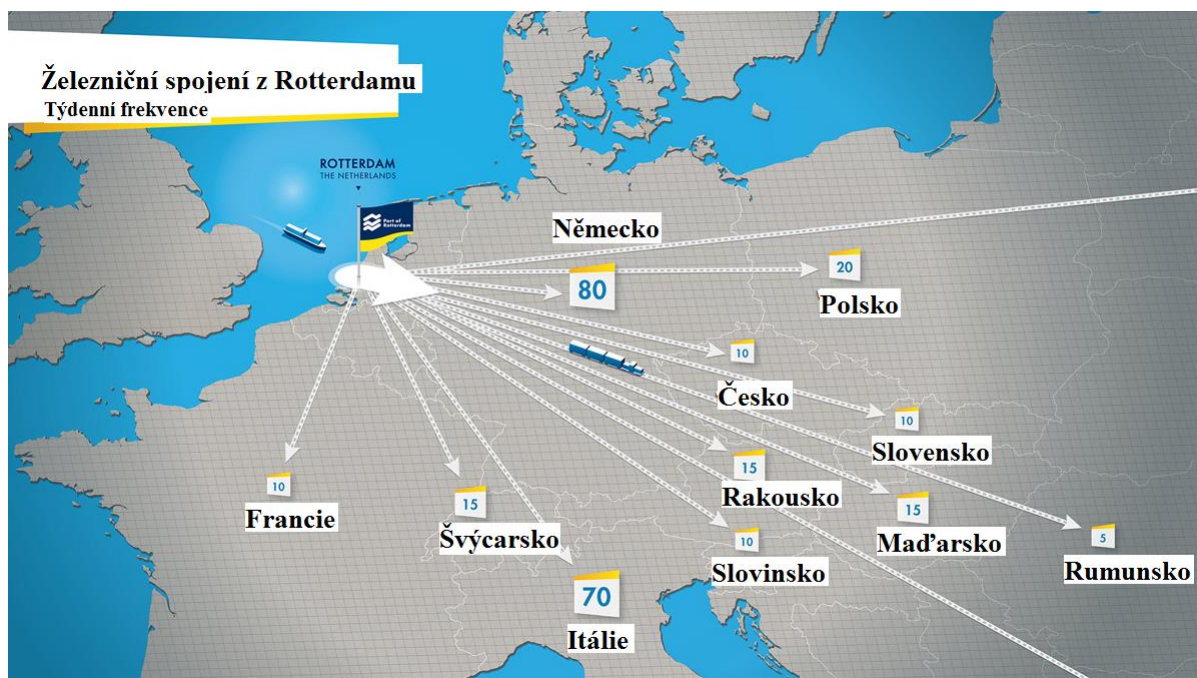 Železniční spojení z Rotterdamu
Týdenní frekvence
ROTTERDAM
THE NETHERLANDS
Port of
Rotterdam
Německo
80
20
Polsko
10
Česko
10
Slovensko
15
Rakousko
15
Maďarsko
5
Rumunsko
10
Francie
15
Švýcarsko
10
Slovinsko
70
Itálie